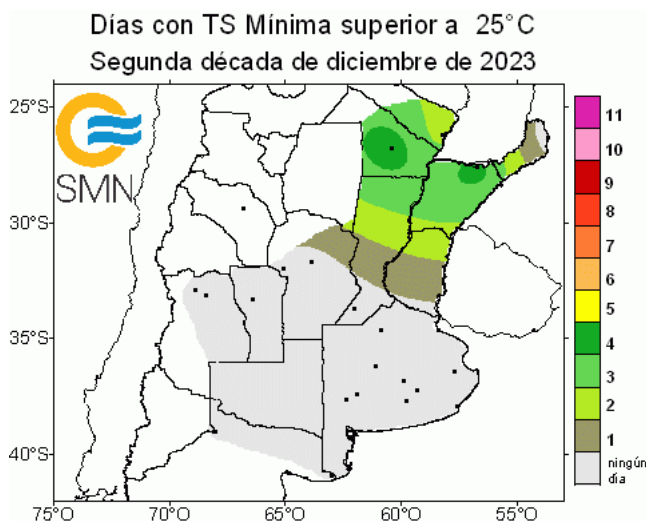 Días con TS Mínima superior a 25°C
Segunda década de diciembre de 2023
SMN
25°S
30°S
35°S
40°S
75°O
70°O
65°O
60°O
55°O
11
10
9
8
7
6
5
4
3
2
1
ningún
día